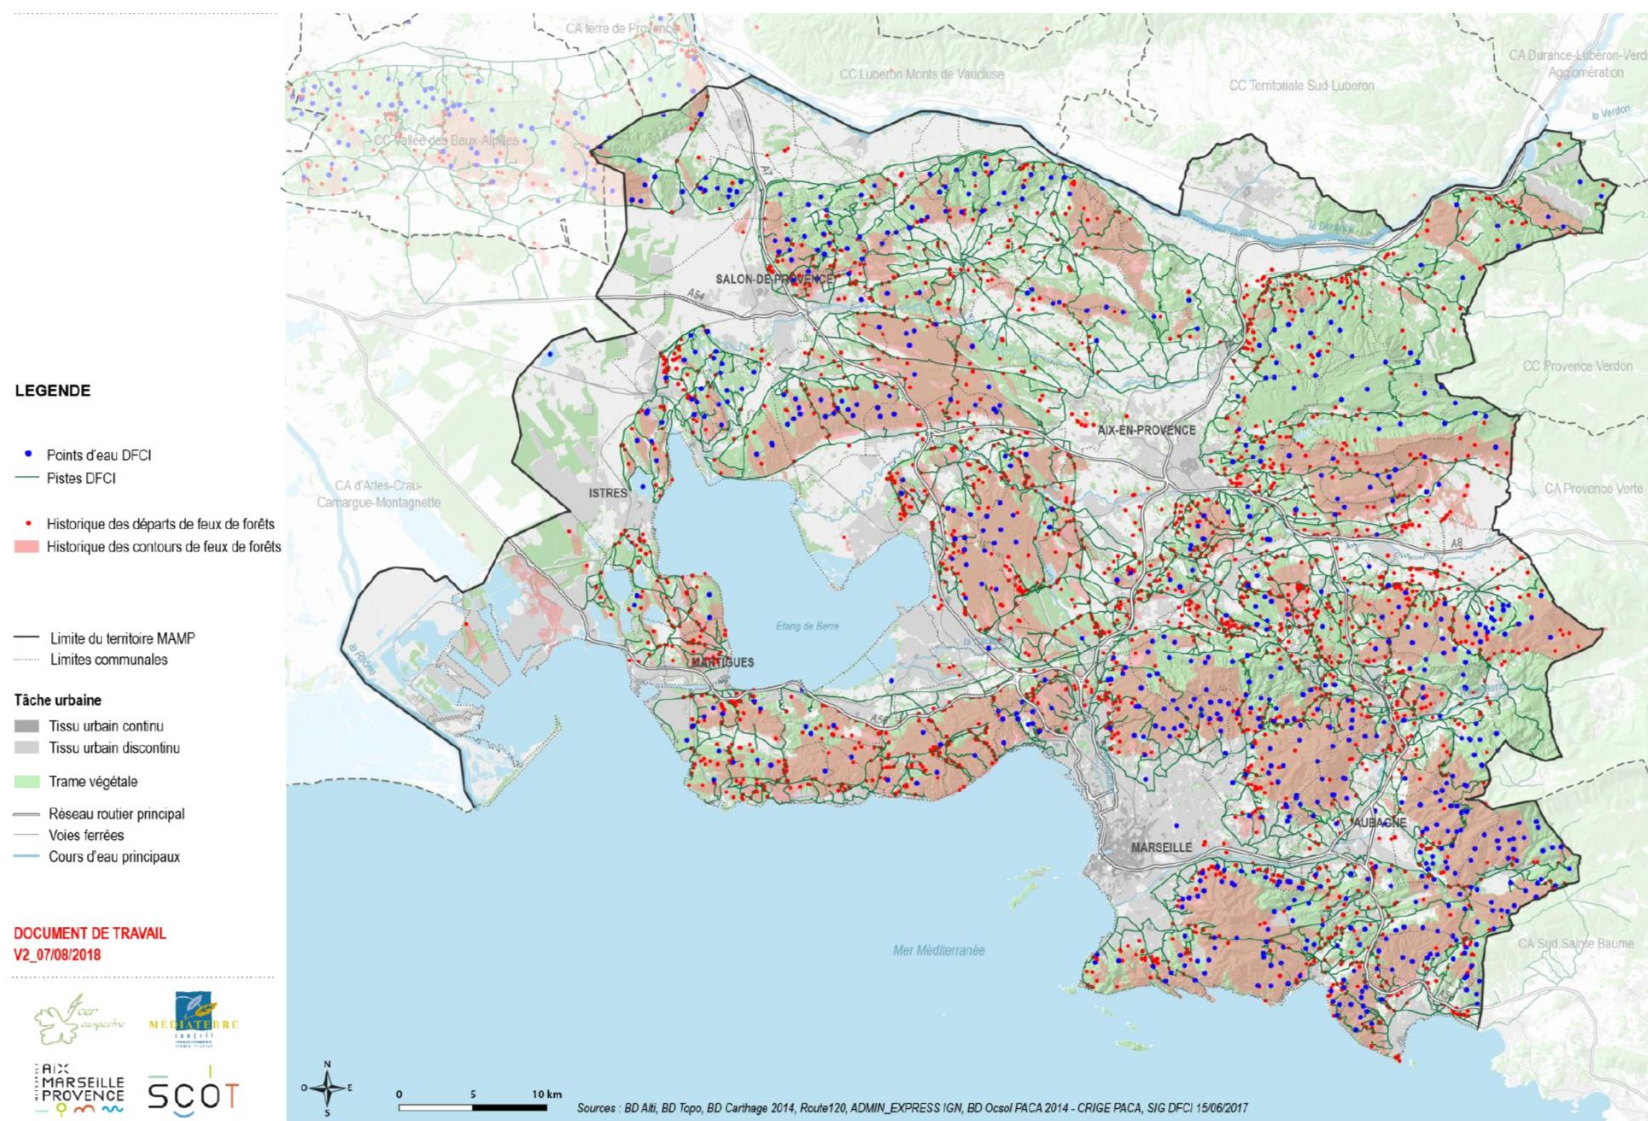 LEGENDE
Points d'eau DFCI
Pistes DFCI
Historique des départs de feux de forêts
Historique des contours de feux de forêts
Limite du territoire MAMP
Limites communales
Tâche urbaine
Tissu urbain continu
Tissu urbain discontinu
Trame végétale
Réseau routier principal
Voies ferrées
Cours d'eau principaux
DOCUMENT DE TRAVAIL
V2_07/08/2018
MÉDIATERRE
AIX
MARSEILLE
PROVENCE
SCOT
CA terre de Provence
CC Luberon Monts de Vaucluse
CC Territoriale Sud Luberon
CA Durance-Lubéron-Verd
Agglomération
le Verdon
CC Vallée des Baux-Alpilles
A7
la Durance
SALON-DE-PROVENCE
A54
CC Provence Verdon
AIX-EN-PROVENCE
CA d'Arles-Crau-
Camargue-Montagnette
ISTRES
CA Provence Verte
A8
Etang de Berre
le Rhône
MARTIGUES
A55
AUBAGNE
MARSEILLE
Mer Méditerranée
CA Sud Sainte Baume
N
O
E
S
0
5
10 km
Sources : BD Alti, BD Topo, BD Carthage 2014, Route120, ADMIN_EXPRESS IGN, BD Ocsol PACA 2014 - CRIGE PACA, SIG DFCI 15/06/2017